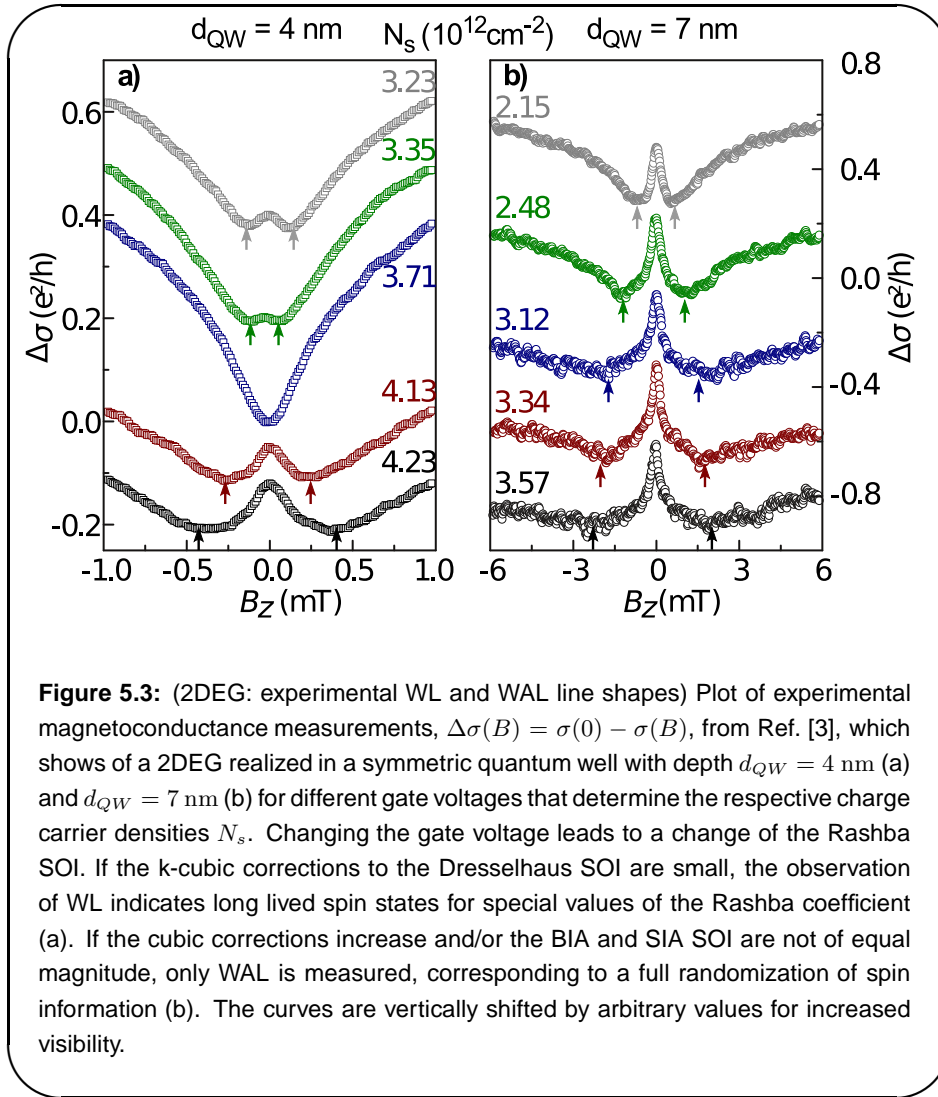 d_QW = 4 nm N_s (10^12cm^-2) d_QW = 7 nm
a)
3.23
3.35
3.71
4.13
4.23
0.6
0.4
0.2
0.0
-0.2
Δσ (e²/h)
-1.0 -0.5 0.0 0.5 1.0
B_Z (mT)
b)
2.15
2.48
3.12
3.34
3.57
0.8
0.4
0.0
-0.4
-0.8
Δσ (e²/h)
-6 -3 0 3 6
B_Z (mT)
Figure 5.3: (2DEG: experimental WL and WAL line shapes) Plot of experimental
magnetoconductance measurements, Δσ(B) = σ(0) − σ(B), from Ref. [3], which
shows of a 2DEG realized in a symmetric quantum well with depth d_QW = 4 nm (a)
and d_QW = 7 nm (b) for different gate voltages that determine the respective charge
carrier densities N_s. Changing the gate voltage leads to a change of the Rashba
SOI. If the k-cubic corrections to the Dresselhaus SOI are small, the observation
of WL indicates long lived spin states for special values of the Rashba coefficient
(a). If the cubic corrections increase and/or the BIA and SIA SOI are not of equal
magnitude, only WAL is measured, corresponding to a full randomization of spin
information (b). The curves are vertically shifted by arbitrary values for increased
visibility.